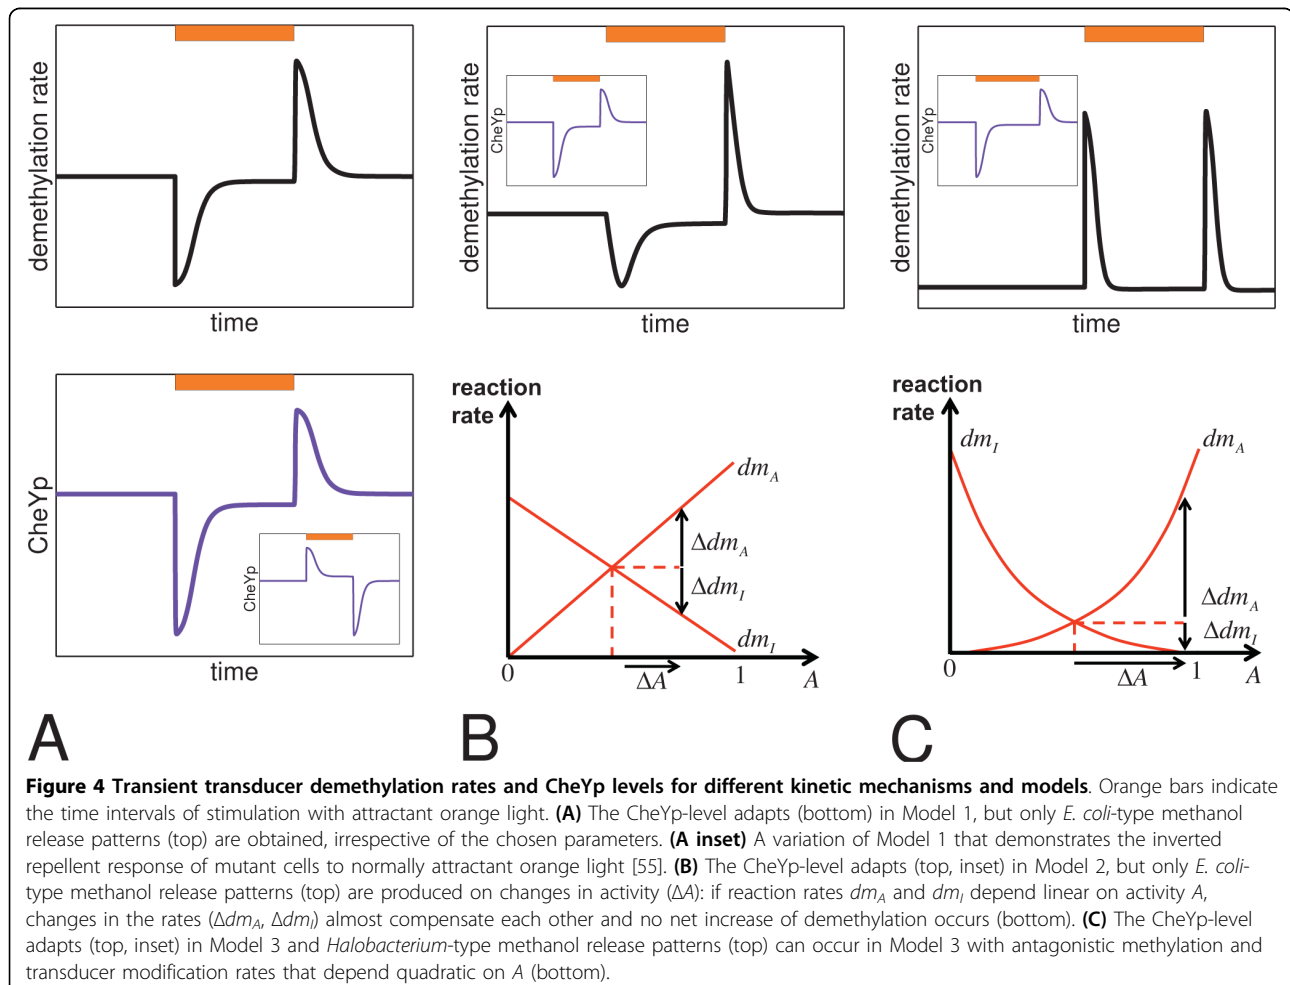 demethylation rate
time
CheYp
time
CheYp
A
demethylation rate
CheYp
time
reaction
rate
dm_A
Δdm_A
Δdm_I
dm_I
0
ΔA
1
A
B
demethylation rate
CheYp
time
reaction
rate
dm_I
dm_A
Δdm_A
Δdm_I
0
ΔA
1
A
C
Figure 4 Transient transducer demethylation rates and CheYp levels for different kinetic mechanisms and models. Orange bars indicate
the time intervals of stimulation with attractant orange light. (A) The CheYp-level adapts (bottom) in Model 1, but only E. coli-type methanol
release patterns (top) are obtained, irrespective of the chosen parameters. (A inset) A variation of Model 1 that demonstrates the inverted
repellent response of mutant cells to normally attractant orange light [55]. (B) The CheYp-level adapts (top, inset) in Model 2, but only E. coli-
type methanol release patterns (top) are produced on changes in activity (ΔA): if reaction rates dm_A and dm_I depend linear on activity A,
changes in the rates (Δdm_A, Δdm_I) almost compensate each other and no net increase of demethylation occurs (bottom). (C) The CheYp-level
adapts (top, inset) in Model 3 and Halobacterium-type methanol release patterns (top) can occur in Model 3 with antagonistic methylation and
transducer modification rates that depend quadratic on A (bottom).